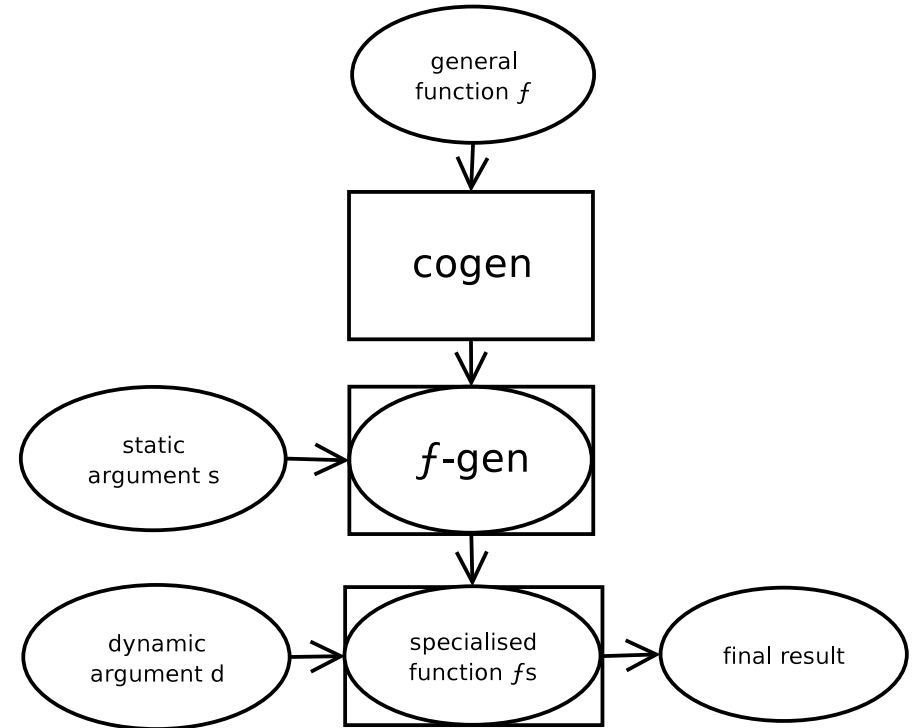 general
function ƒ
cogen
static
argument s
ƒ-gen
dynamic
argument d
specialised
function ƒs
final result